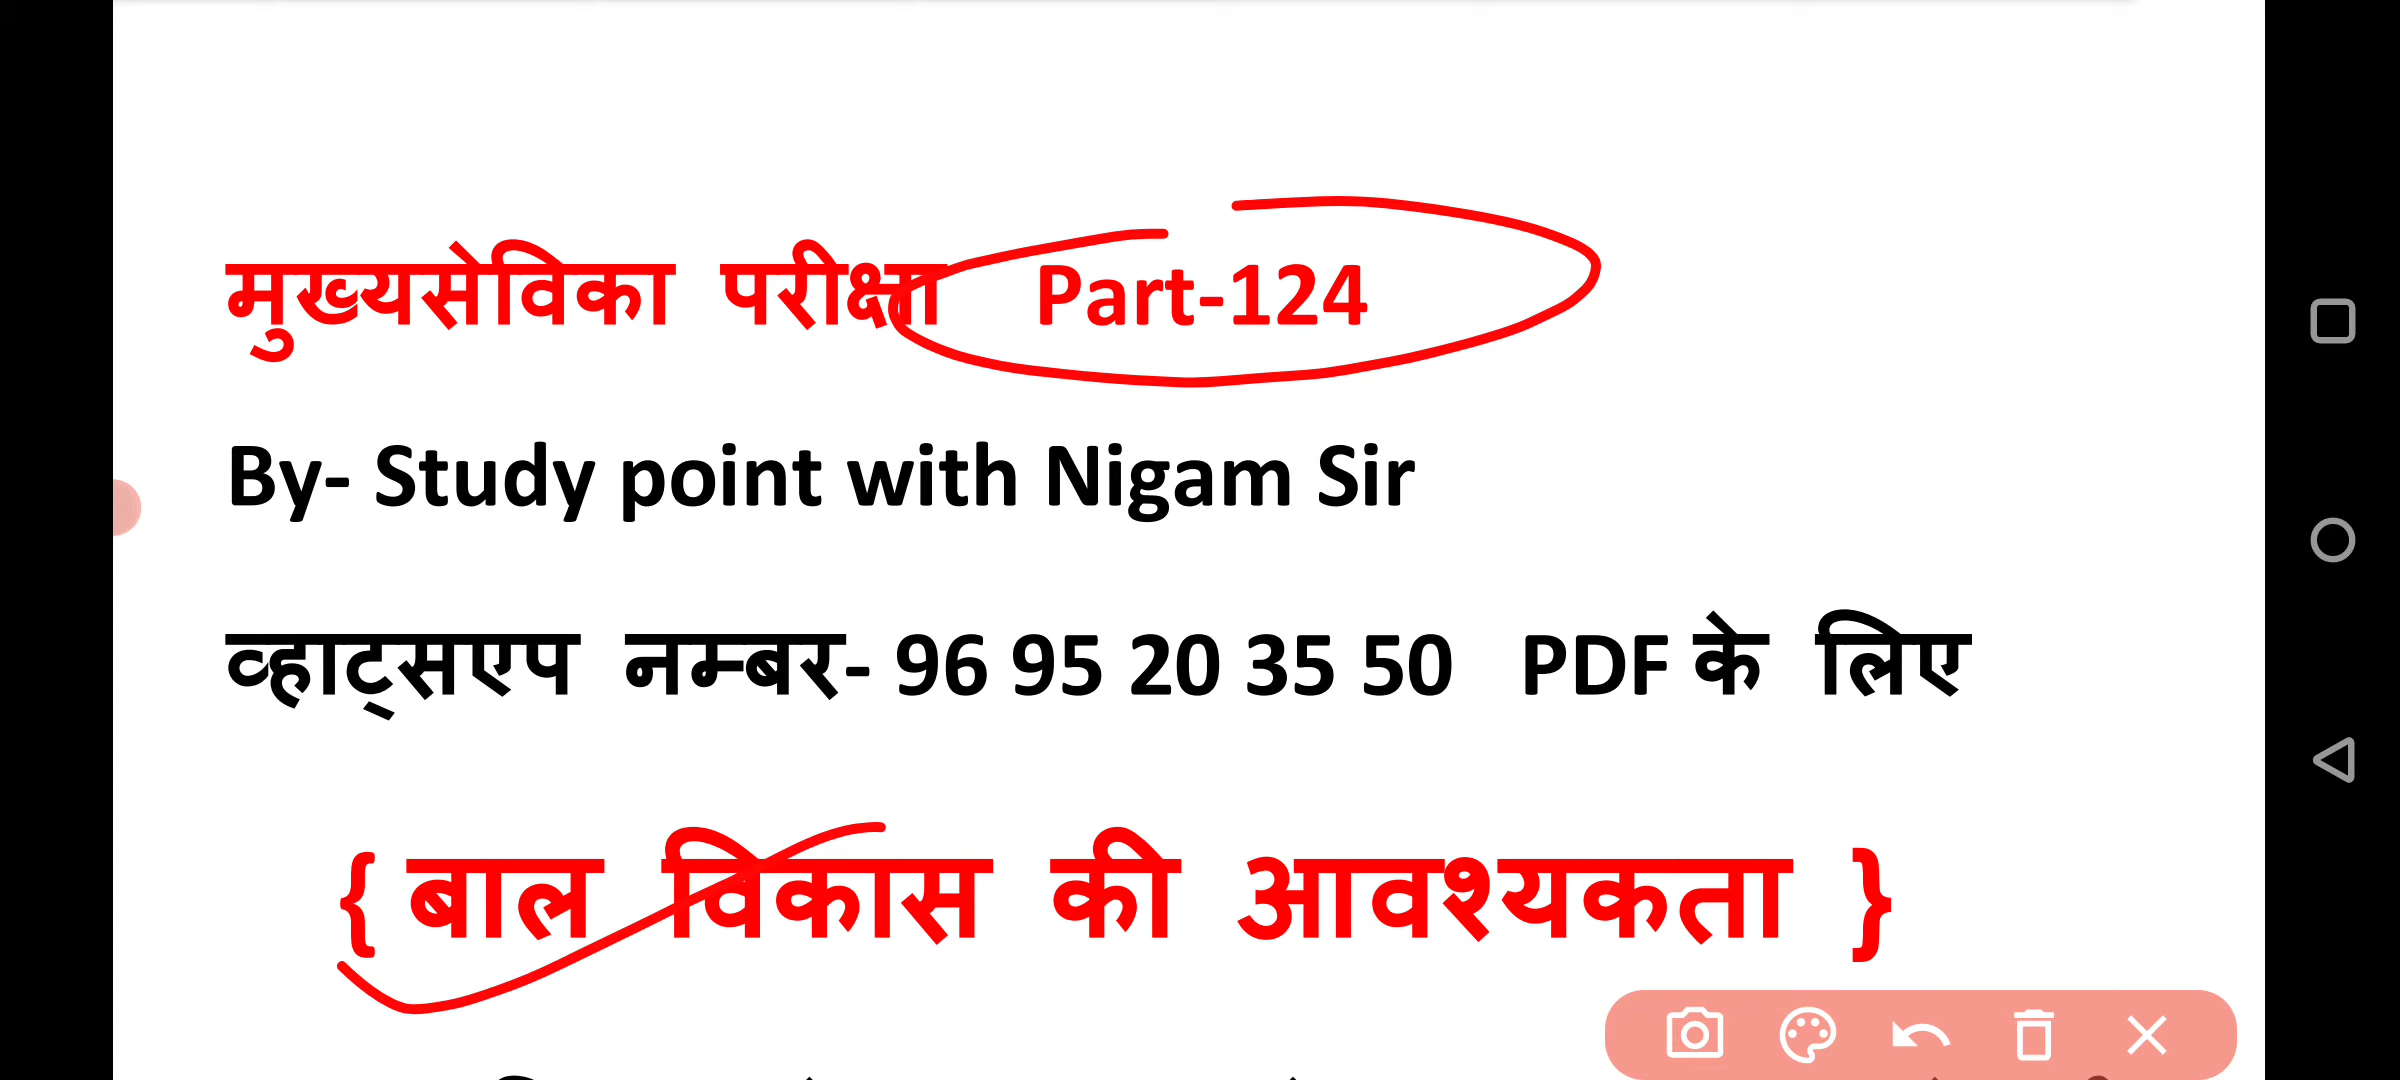 मुख्यसेविका परीक्षा Part-124
By- Study point with Nigam Sir
व्हाट्सएप नम्बर- 96 95 20 35 50 PDF के लिए
{ बाल विकास की आवश्यकता }